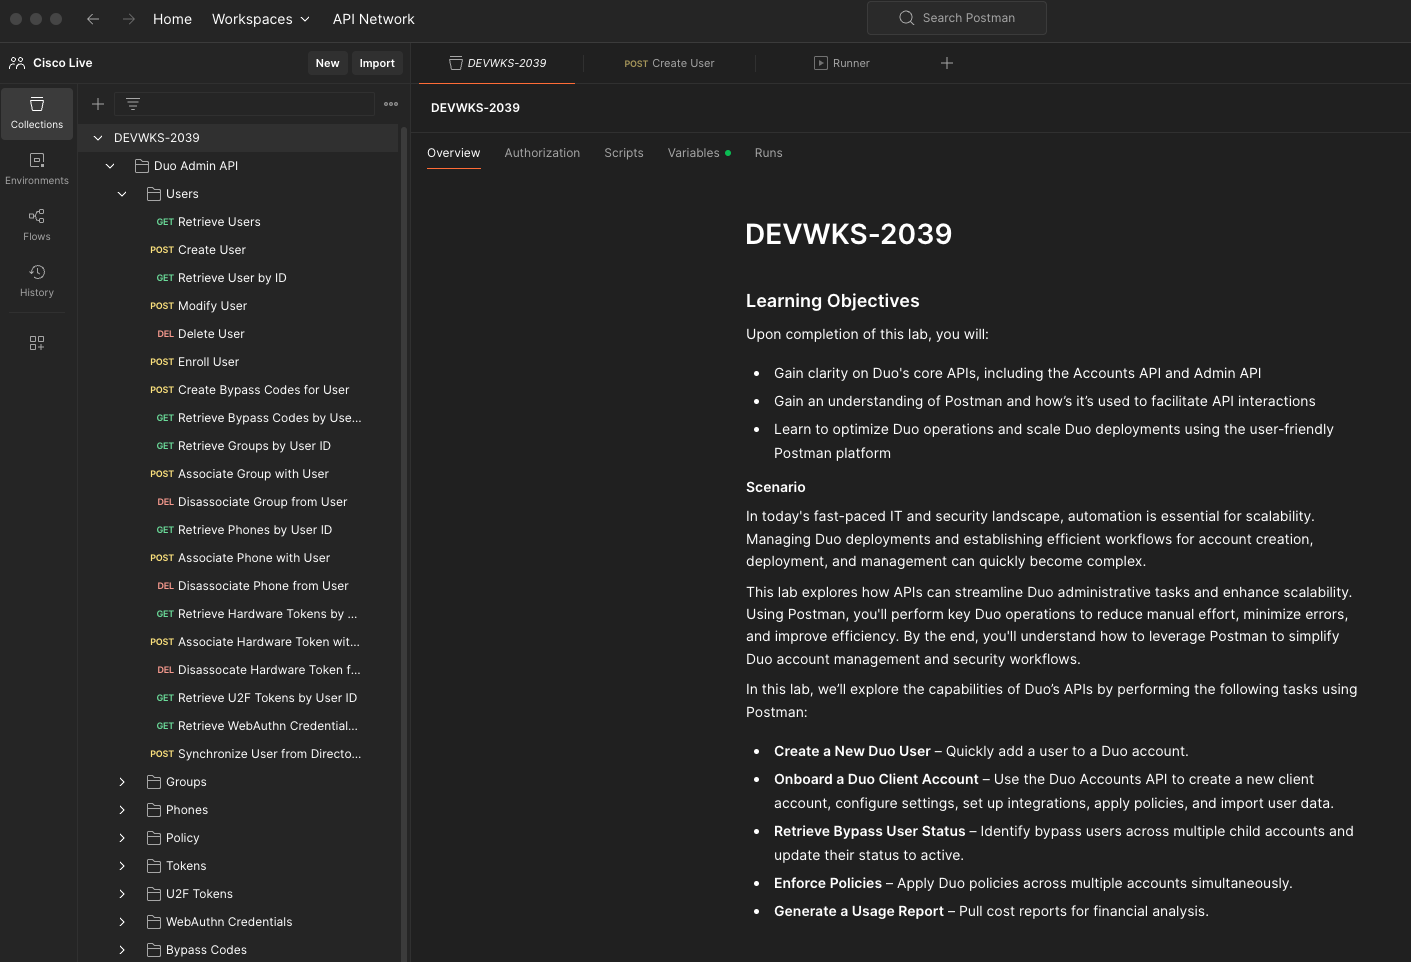 Home Workspaces API Network Search Postman
Cisco Live New Import
DEVWKS-2039 POST Create User Runner
Collections
Environments
Flows
History
DEVWKS-2039
Duo Admin API
Users
GET Retrieve Users
POST Create User
GET Retrieve User by ID
POST Modify User
DEL Delete User
POST Enroll User
POST Create Bypass Codes for User
GET Retrieve Bypass Codes by Use...
GET Retrieve Groups by User ID
POST Associate Group with User
DEL Disassociate Group from User
GET Retrieve Phones by User ID
POST Associate Phone with User
DEL Disassociate Phone from User
GET Retrieve Hardware Tokens by ...
POST Associate Hardware Token wit...
DEL Disassocate Hardware Token f...
GET Retrieve U2F Tokens by User ID
GET Retrieve WebAuthn Credential...
POST Synchronize User from Directo...
Groups
Phones
Policy
Tokens
U2F Tokens
WebAuthn Credentials
Bypass Codes
DEVWKS-2039
Overview Authorization Scripts Variables Runs
DEVWKS-2039
Learning Objectives
Upon completion of this lab, you will:
• Gain clarity on Duo's core APIs, including the Accounts API and Admin API
• Gain an understanding of Postman and how’s it’s used to facilitate API interactions
• Learn to optimize Duo operations and scale Duo deployments using the user-friendly
Postman platform
Scenario
In today's fast-paced IT and security landscape, automation is essential for scalability.
Managing Duo deployments and establishing efficient workflows for account creation,
deployment, and management can quickly become complex.
This lab explores how APIs can streamline Duo administrative tasks and enhance scalability.
Using Postman, you'll perform key Duo operations to reduce manual effort, minimize errors,
and improve efficiency. By the end, you'll understand how to leverage Postman to simplify
Duo account management and security workflows.
In this lab, we’ll explore the capabilities of Duo’s APIs by performing the following tasks using
Postman:
• Create a New Duo User – Quickly add a user to a Duo account.
• Onboard a Duo Client Account – Use the Duo Accounts API to create a new client
account, configure settings, set up integrations, apply policies, and import user data.
• Retrieve Bypass User Status – Identify bypass users across multiple child accounts and
update their status to active.
• Enforce Policies – Apply Duo policies across multiple accounts simultaneously.
• Generate a Usage Report – Pull cost reports for financial analysis.